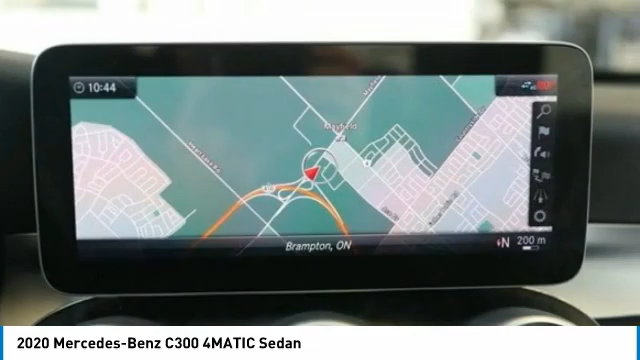 10:44
Mayfield
Brampton, ON
N 200 m
2020 Mercedes-Benz C300 4MATIC Sedan